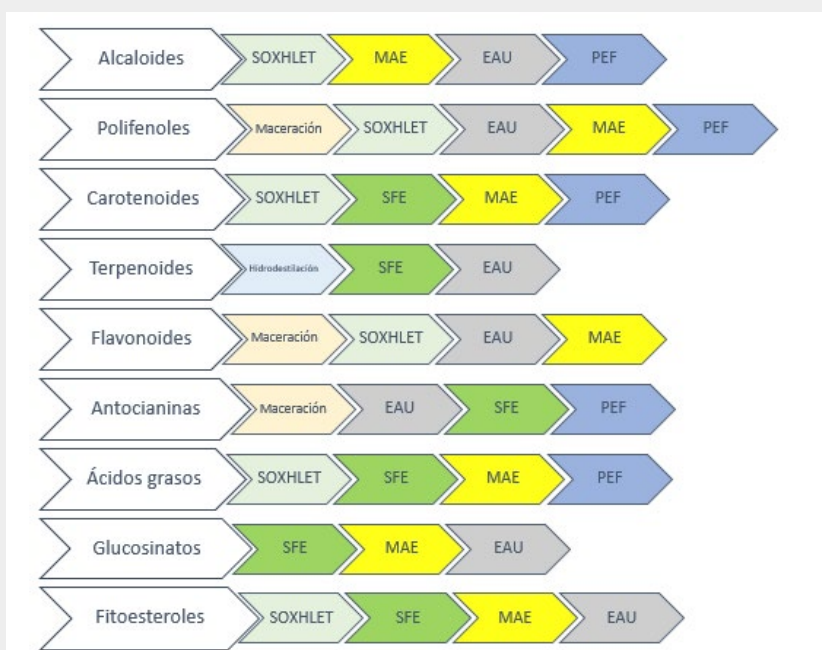 Alcaloides SOXHLET MAE EAU PEF
Polifenoles Maceración SOXHLET EAU MAE PEF
Carotenoides SOXHLET SFE MAE PEF
Terpenoides Hidrodestilación SFE EAU
Flavonoides Maceración SOXHLET EAU MAE
Antocianinas Maceración EAU SFE PEF
Ácidos grasos SOXHLET SFE MAE PEF
Glucosinatos SFE MAE EAU
Fitoesteroles SOXHLET SFE MAE EAU